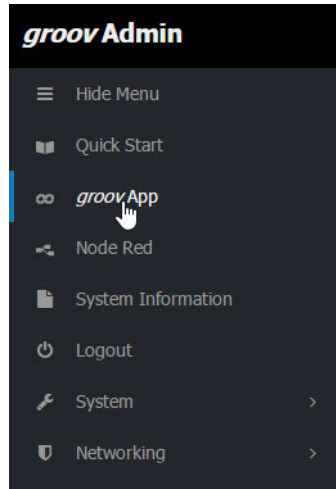 groov Admin
Hide Menu
Quick Start
groov App
Node Red
System Information
Logout
System
Networking